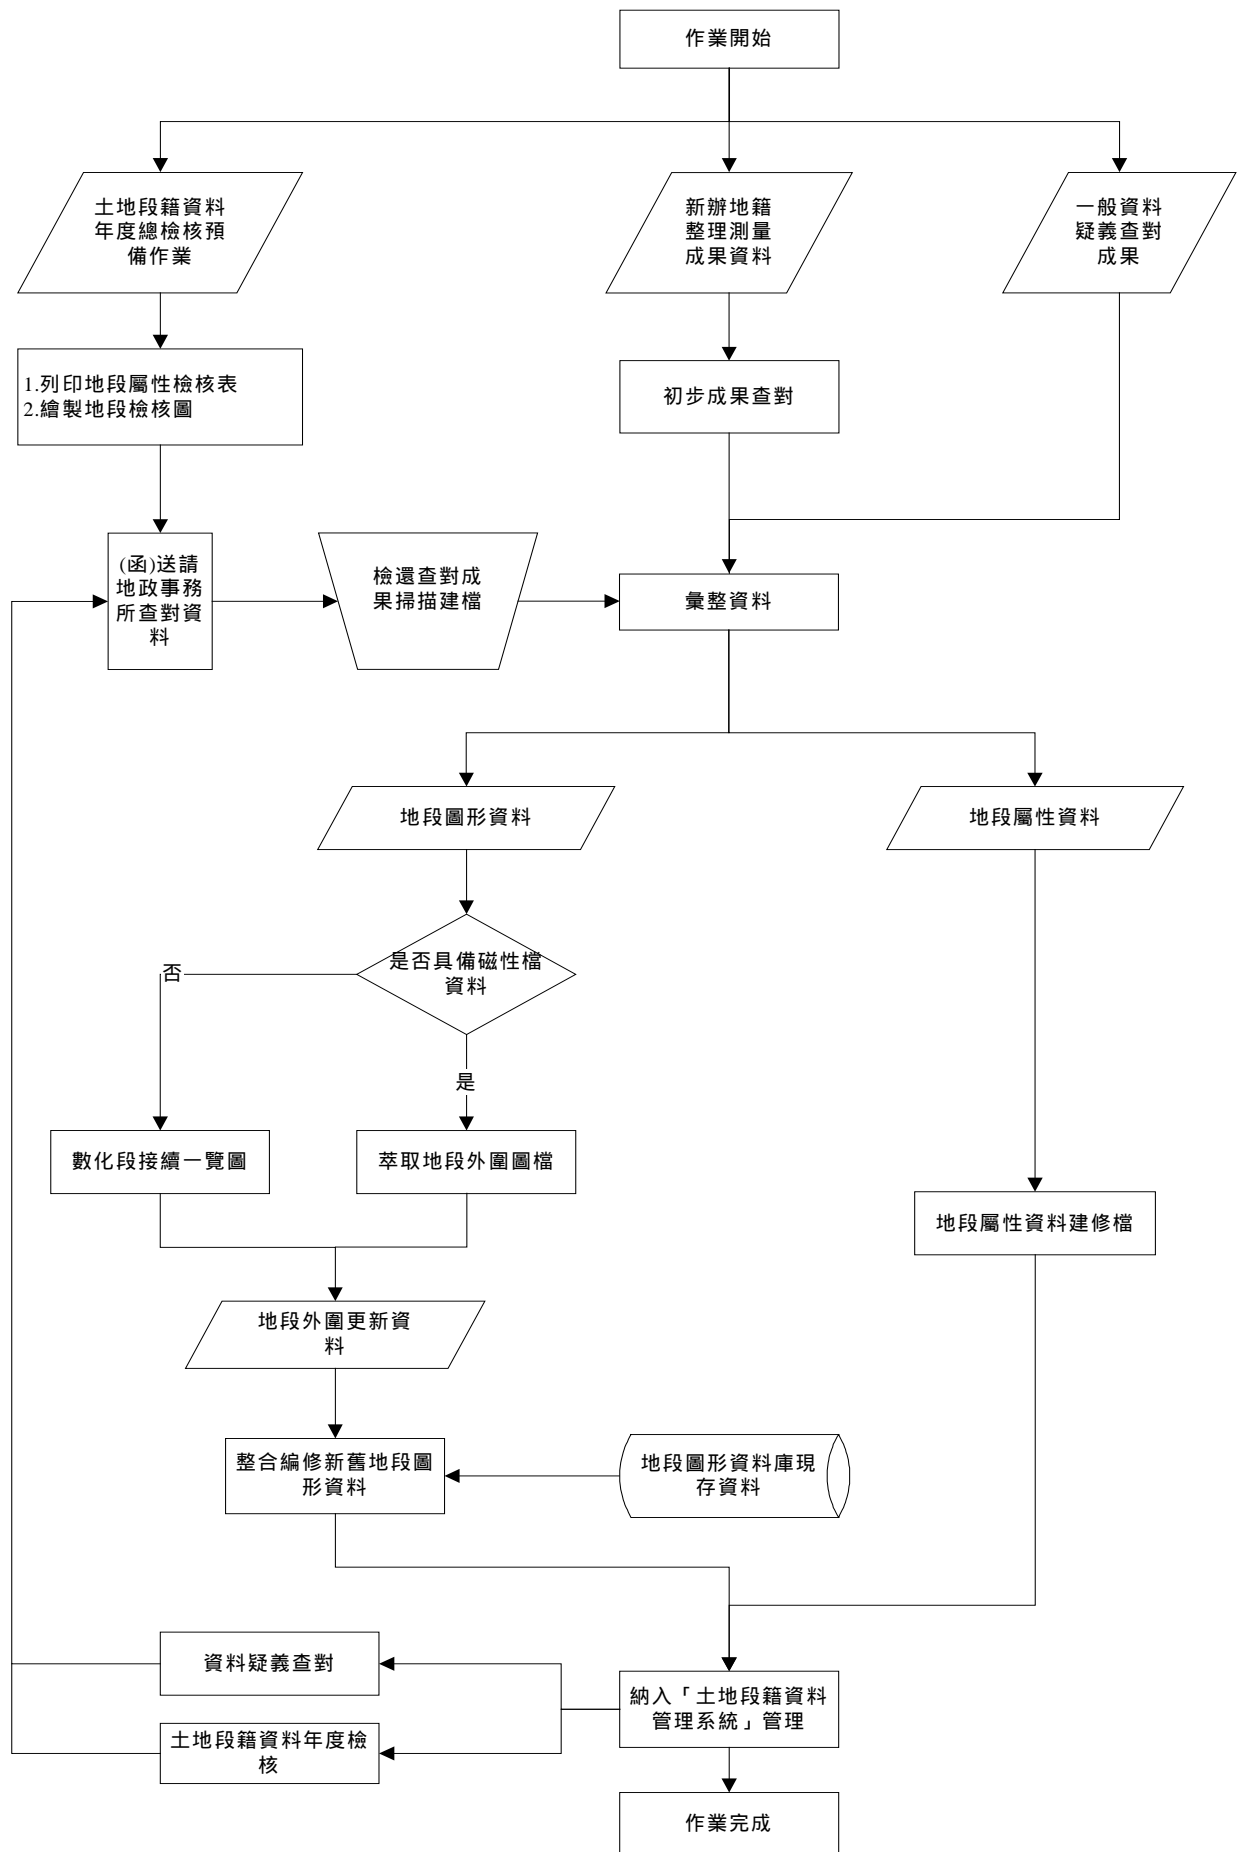 作業開始
土地段籍資料
年度總檢核預
備作業
新辦地籍
整理測量
成果資料
一般資料
疑義查對
成果
1.列印地段屬性檢核表
2.繪製地段檢核圖
初步成果查對
(函)送請
地政事務
所查對資
料
檢還查對成
果掃描建檔
彙整資料
地段圖形資料
地段屬性資料
是否具備磁性檔
資料
否
是
數化段接續一覽圖
萃取地段外圍圖檔
地段屬性資料建修檔
地段外圍更新資
料
整合編修新舊地段圖
形資料
地段圖形資料庫現
存資料
資料疑義查對
納入「土地段籍資料
管理系統」管理
土地段籍資料年度檢
核
作業完成